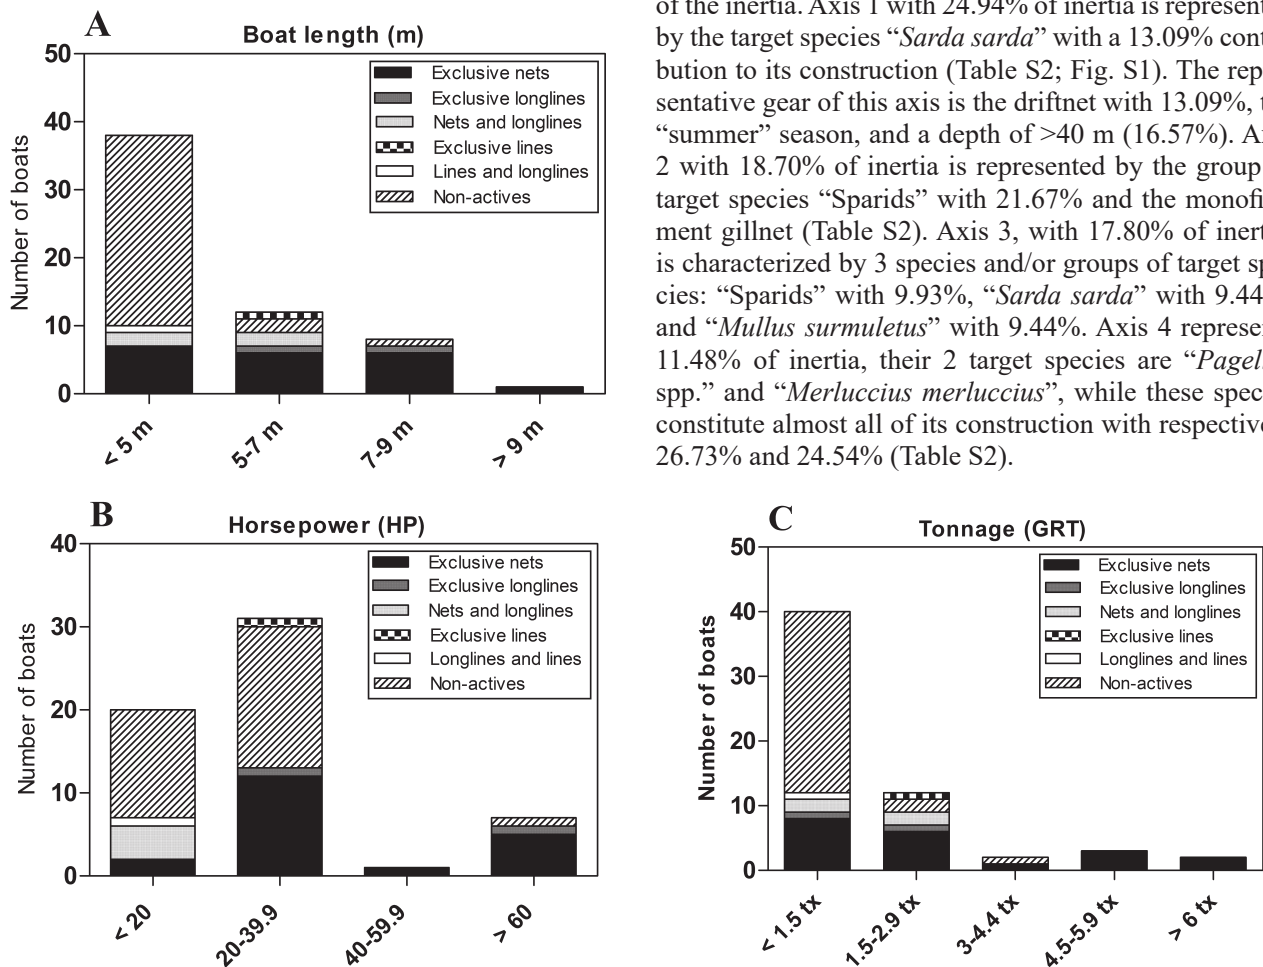 A
Boat length (m)
50
40
30
20
10
0
Number of boats
Exclusive nets
Exclusive longlines
Nets and longlines
Exclusive lines
Lines and longlines
Non-actives
< 5 m
5-7 m
7-9 m
> 9 m
of the inertia. Axis 1 with 24.94% of inertia is
by the target species “Sarda sarda” with a 13.09%
bution to its construction (Table S2; Fig. S1). The
sentative gear of this axis is the driftnet with 13.09%,
“summer” season, and a depth of >40 m (16.57%).
2 with 18.70% of inertia is represented by the group
target species “Sparids” with 21.67% and the
ment gillnet (Table S2). Axis 3, with 17.80% of
is characterized by 3 species and/or groups of target
cies: “Sparids” with 9.93%, “Sarda sarda” with 9.44
and “Mullus surmuletus” with 9.44%. Axis 4
11.48% of inertia, their 2 target species are
spp.” and “Merluccius merluccius”, while these
constitute almost all of its construction with
26.73% and 24.54% (Table S2).
B
Horsepower (HP)
40
30
20
10
0
Number of boats
Exclusive nets
Exclusive longlines
Nets and longlines
Exclusive lines
Longlines and lines
Non-actives
< 20
20-39.9
40-59.9
> 60
C
Tonnage (GRT)
50
40
30
20
10
0
Number of boats
Exclusive nets
Exclusive longlines
Nets and longlines
Exclusive lines
Longlines and lines
Non-actives
< 1.5 tx
1.5-2.9 tx
3-4.4 tx
4.5-5.9 tx
> 6 tx